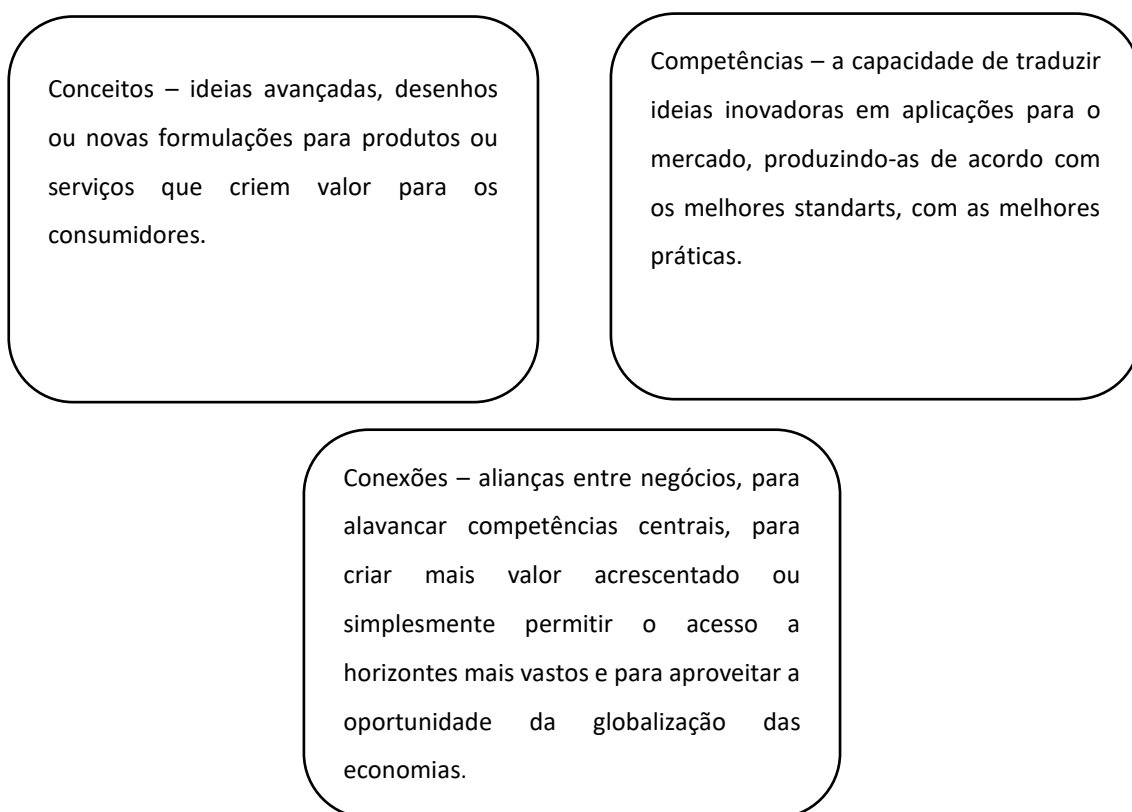 Conceitos – ideias avançadas, desenhos
ou novas formulações para produtos ou
serviços que criem valor para os
consumidores.
Competências – a capacidade de traduzir
ideias inovadoras em aplicações para o
mercado, produzindo-as de acordo com
os melhores standarts, com as melhores
práticas.
Conexões – alianças entre negócios, para
alavancar competências centrais, para
criar mais valor acrescentado ou
simplesmente permitir o acesso a
horizontes mais vastos e para aproveitar a
oportunidade da globalização das
economias.